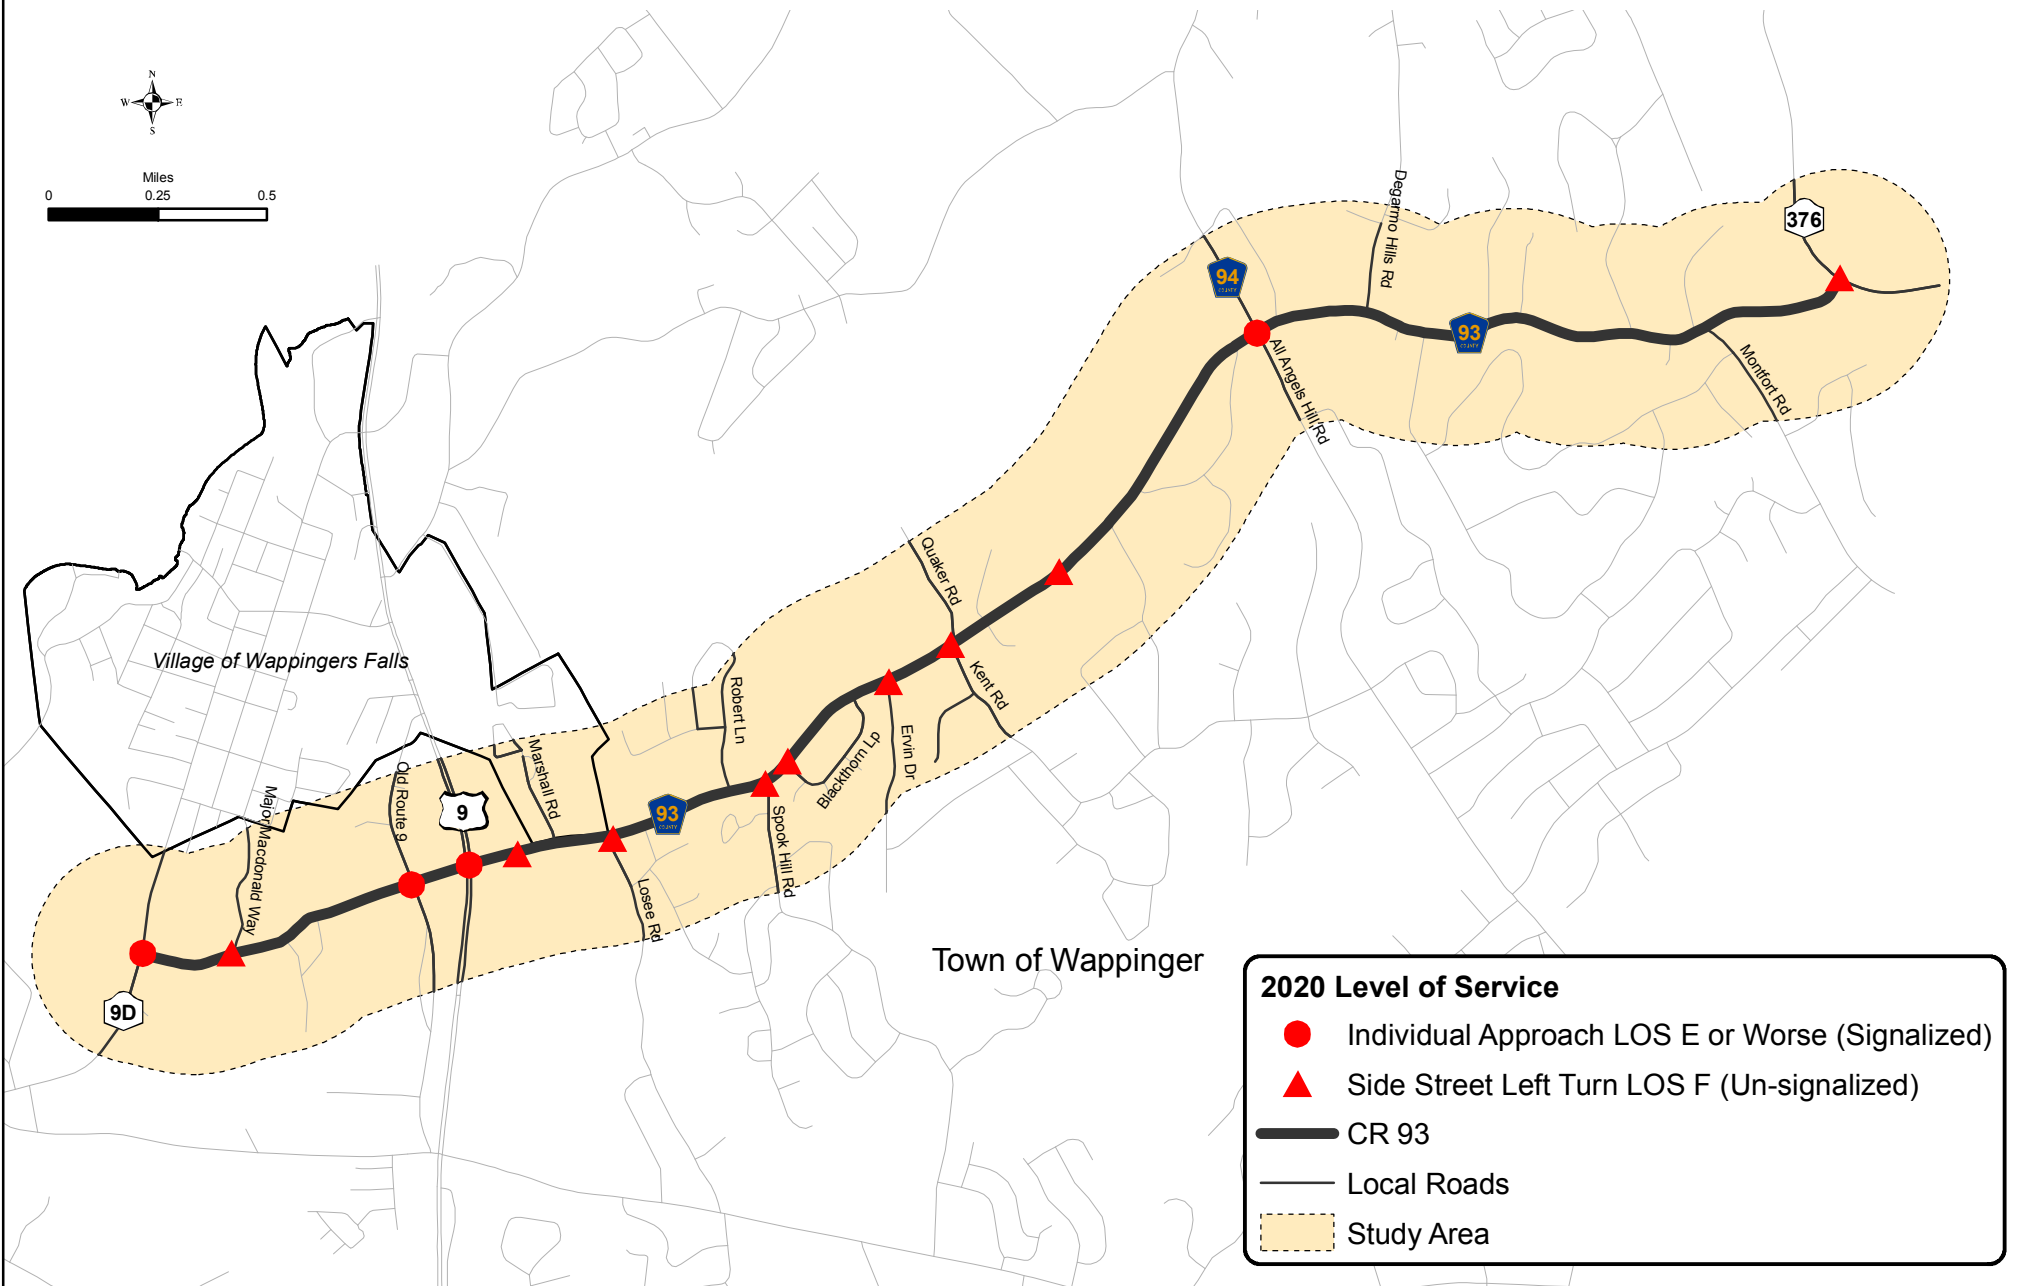 N
W E
S
Miles
0 0.25 0.5
376
Degarmo Hills Rd
94
COUNTY
93
COUNTY
All Angels Hill Rd
Montfort Rd
Quaker Rd
Kent Rd
Village of Wappingers Falls
Robert Ln
Ervin Dr
Blackthorn Lp
Marshall Rd
Old Route 9
9
Major Macdonald Way
93
COUNTY
Spook Hill Rd
Losee Rd
9D
Town of Wappinger
2020 Level of Service
Individual Approach LOS E or Worse (Signalized)
Side Street Left Turn LOS F (Un-signalized)
CR 93
Local Roads
Study Area